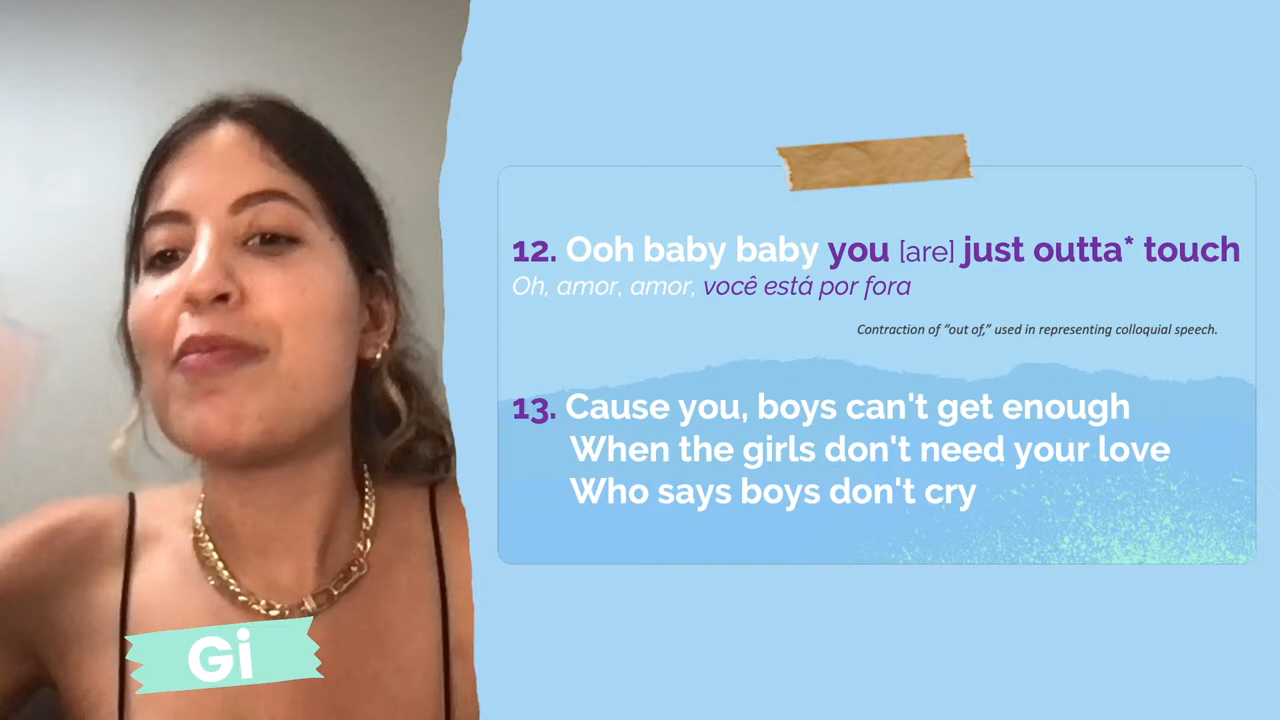 12. Ooh baby baby you [are] just outta* touch
Oh, amor, amor, você está por fora
Contraction of “out of,” used in representing colloquial speech.
13. Cause you, boys can't get enough
When the girls don't need your love
Who says boys don't cry
Gi